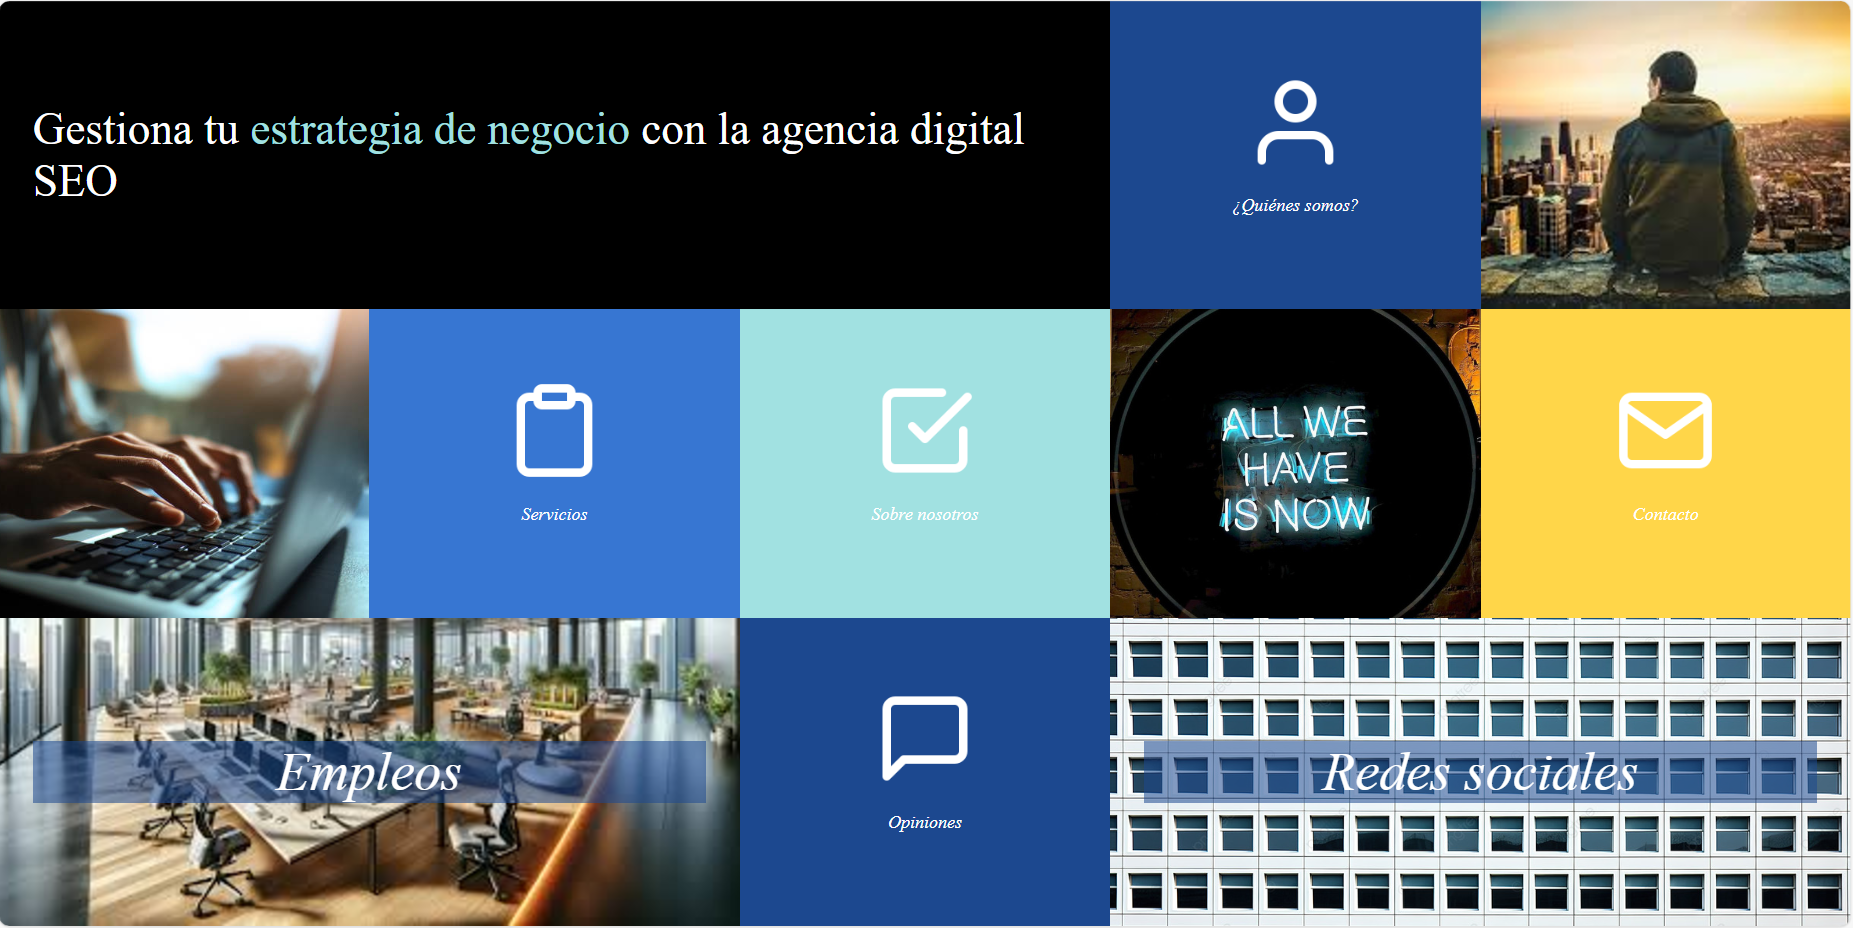 Gestiona tu estrategia de negocio con la agencia digital
SEO
¿Quiénes somos?
Servicios
Sobre nosotros
ALL WE
HAVE
IS NOW
Contacto
Empleos
Opiniones
Redes sociales